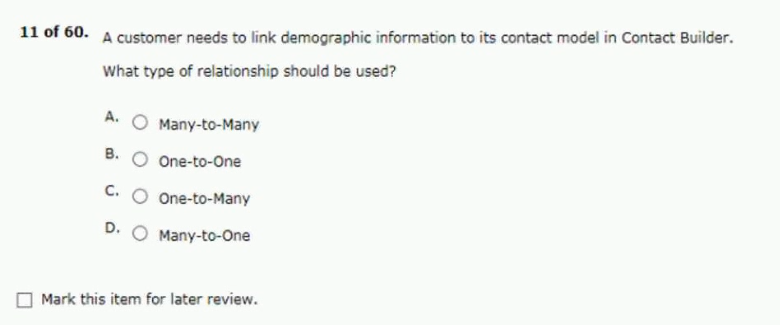 11 of 60. A customer needs to link demographic information to its contact model in Contact Builder.
What type of relationship should be used?
A. Many-to-Many
B. One-to-One
C. One-to-Many
D. Many-to-One
Mark this item for later review.